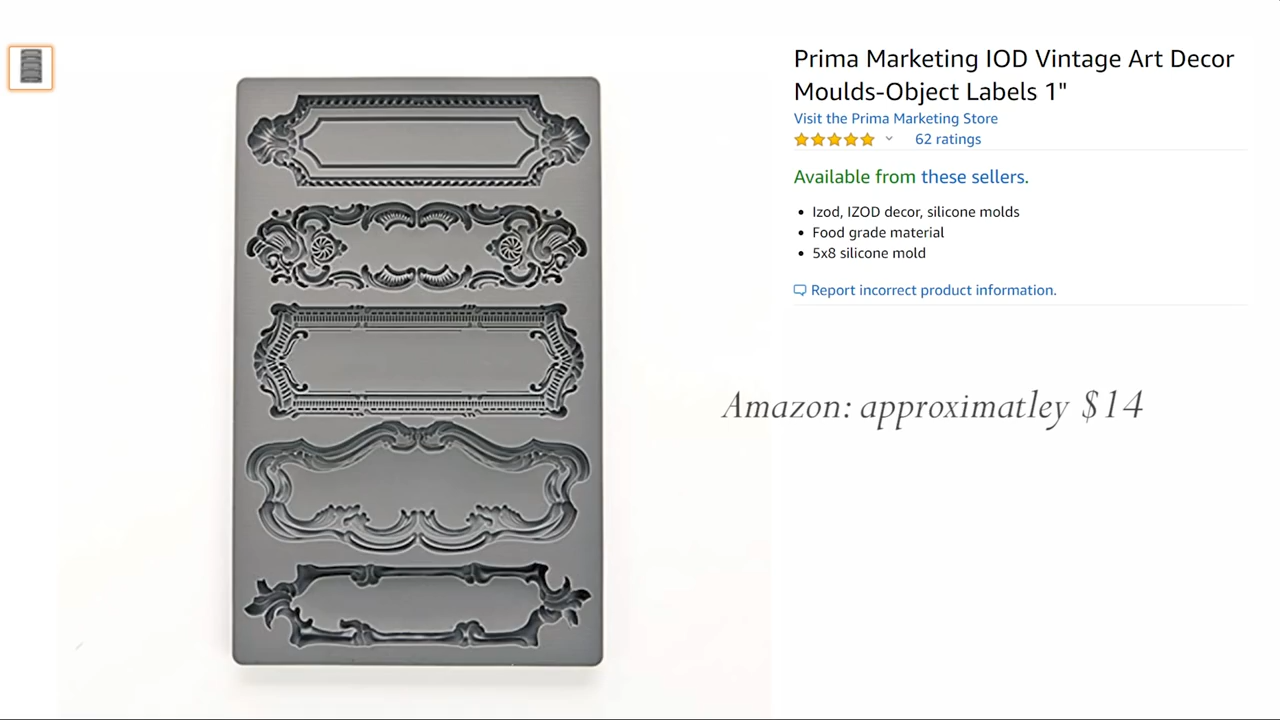 Prima Marketing IOD Vintage Art Decor
Moulds-Object Labels 1"
Visit the Prima Marketing Store
62 ratings
Available from these sellers.
• Izod, IZOD decor, silicone molds
• Food grade material
• 5x8 silicone mold
Report incorrect product information.
Amazon: approximatley $14